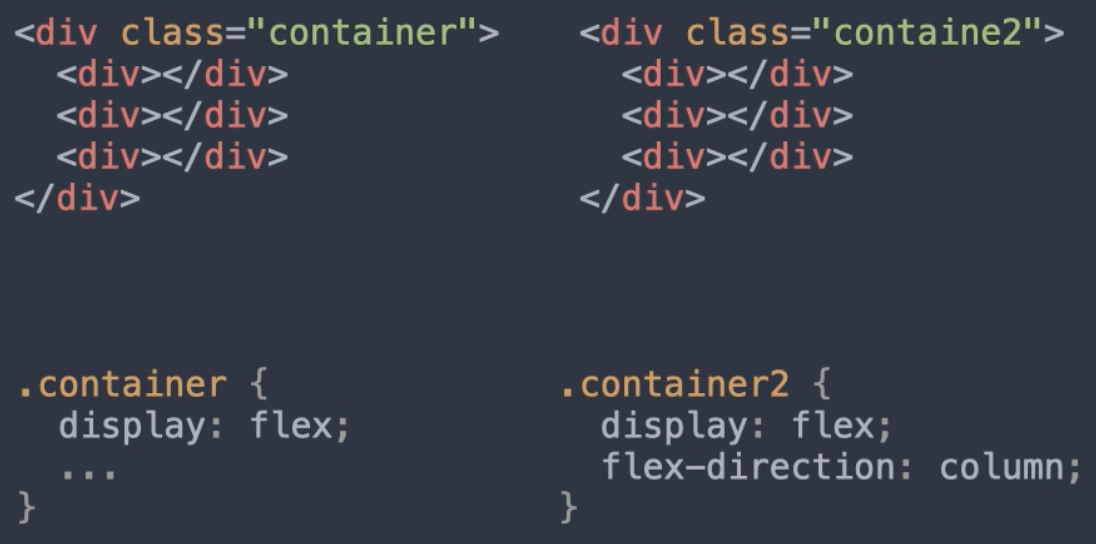 <div class="container">
  <div></div>
  <div></div>
  <div></div>
</div>
<div class="containe2">
  <div></div>
  <div></div>
  <div></div>
</div>
.container {
  display: flex;
  ...
}
.container2 {
  display: flex;
  flex-direction: column;
}